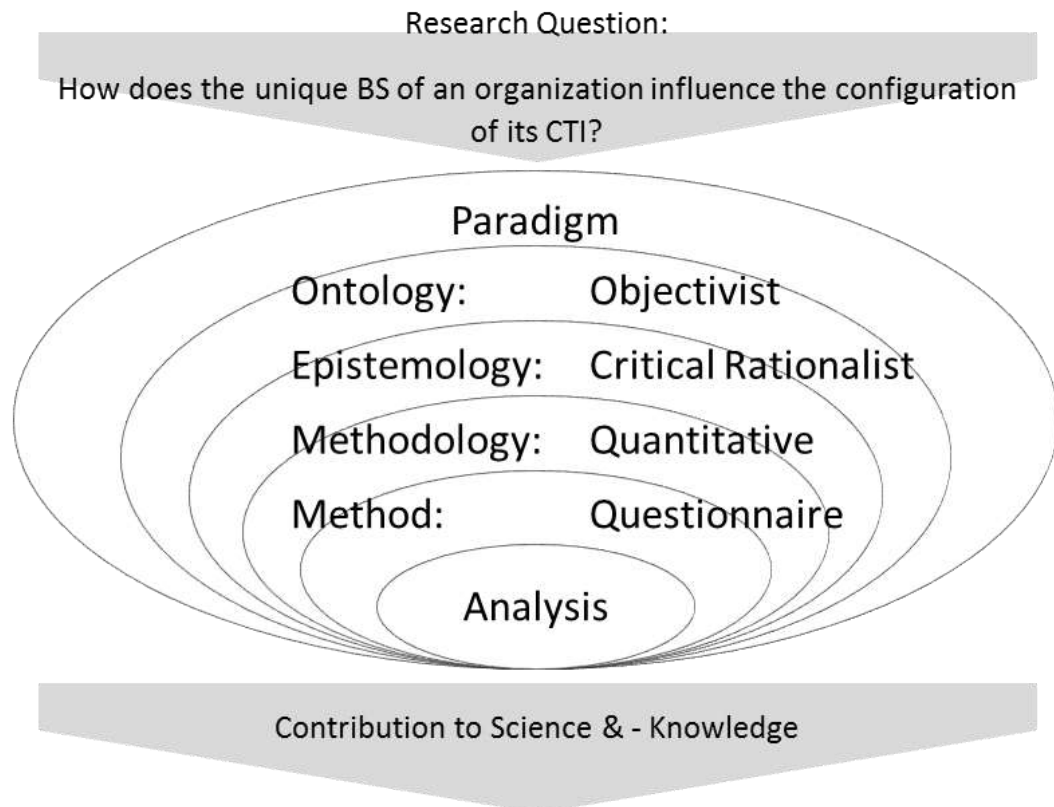 Research Question:
How does the unique BS of an organization influence the configuration
of its CTI?
Paradigm
Ontology: Objectivist
Epistemology: Critical Rationalist
Methodology: Quantitative
Method: Questionnaire
Analysis
Contribution to Science & - Knowledge